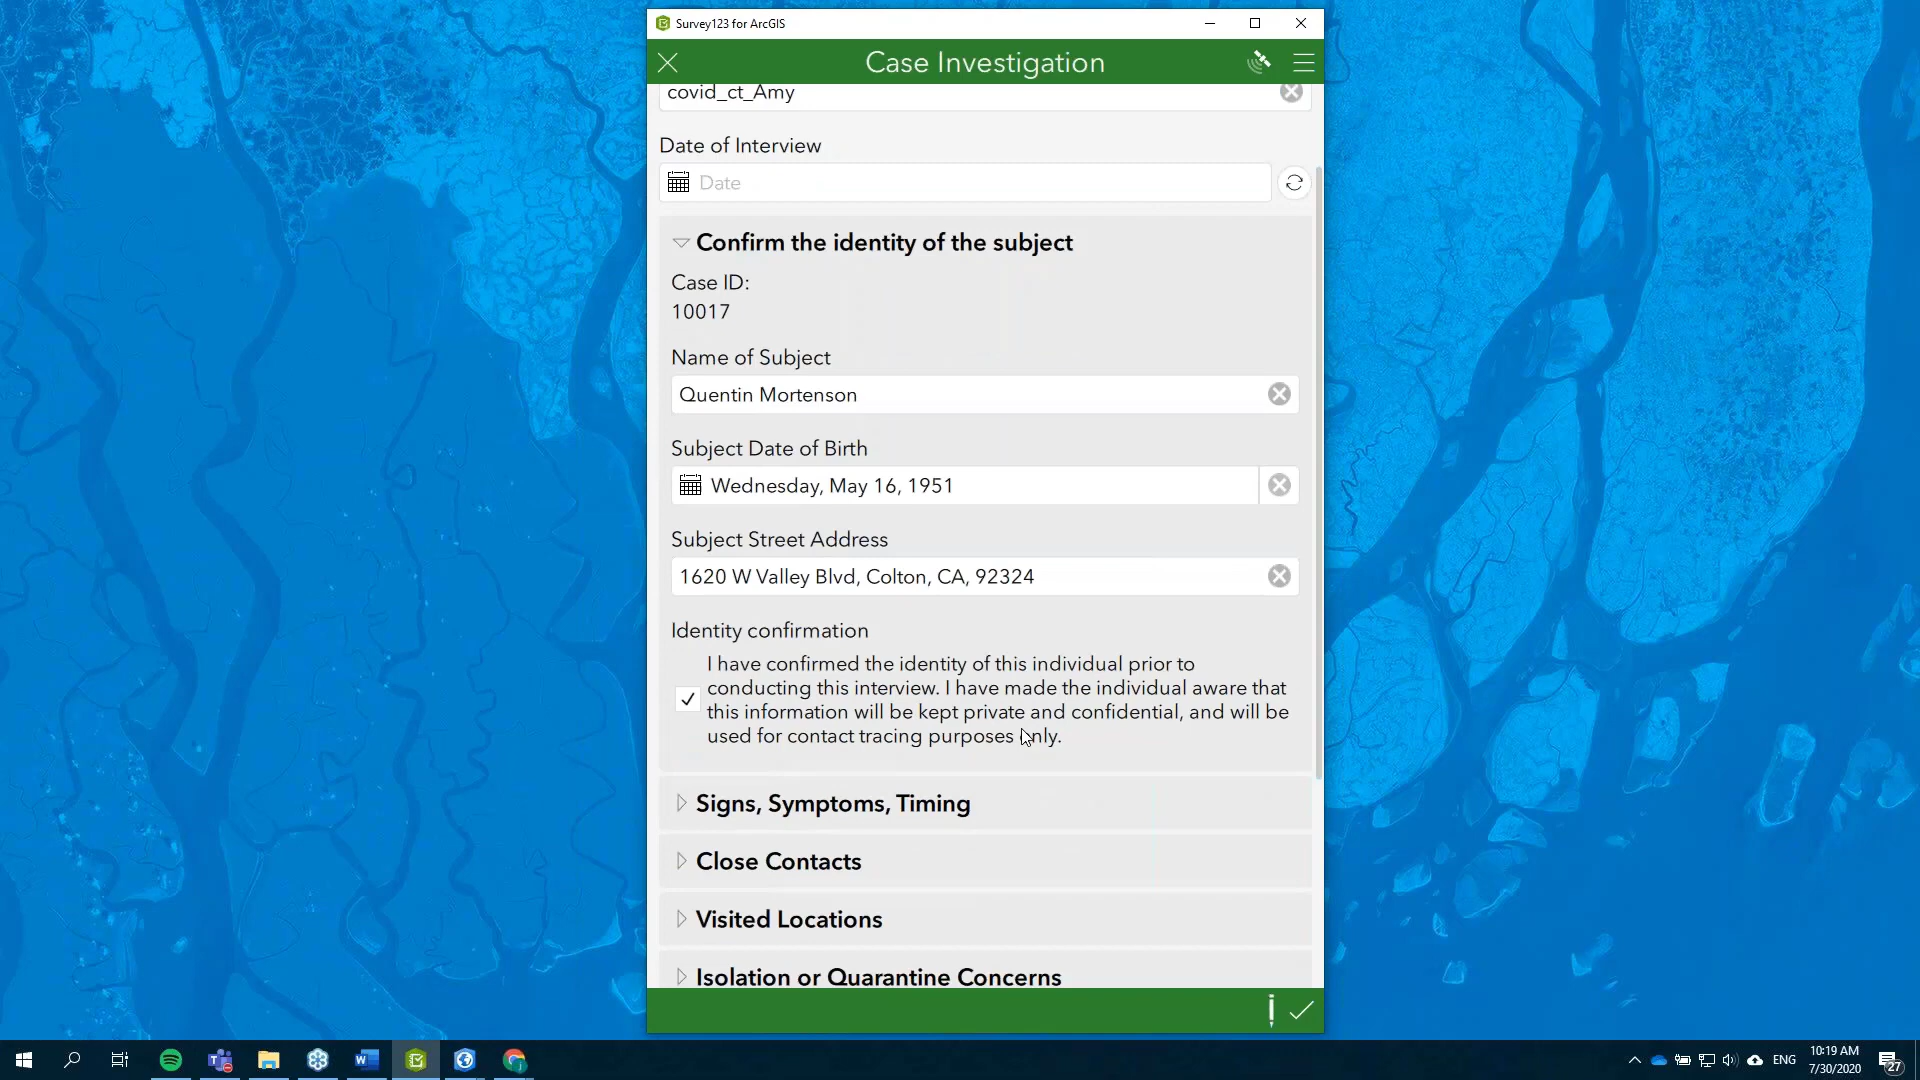 Survey123 for ArcGIS
Case Investigation
covid_ct_Amy
Date of Interview
Date
Confirm the identity of the subject
Case ID:
10017
Name of Subject
Quentin Mortenson
Subject Date of Birth
Wednesday, May 16, 1951
Subject Street Address
1620 W Valley Blvd, Colton, CA, 92324
Identity confirmation
I have confirmed the identity of this individual prior to
conducting this interview. I have made the individual aware that
this information will be kept private and confidential, and will be
used for contact tracing purposes only.
Signs, Symptoms, Timing
Close Contacts
Visited Locations
Isolation or Quarantine Concerns
ENG
10:19 AM
7/30/2020
27